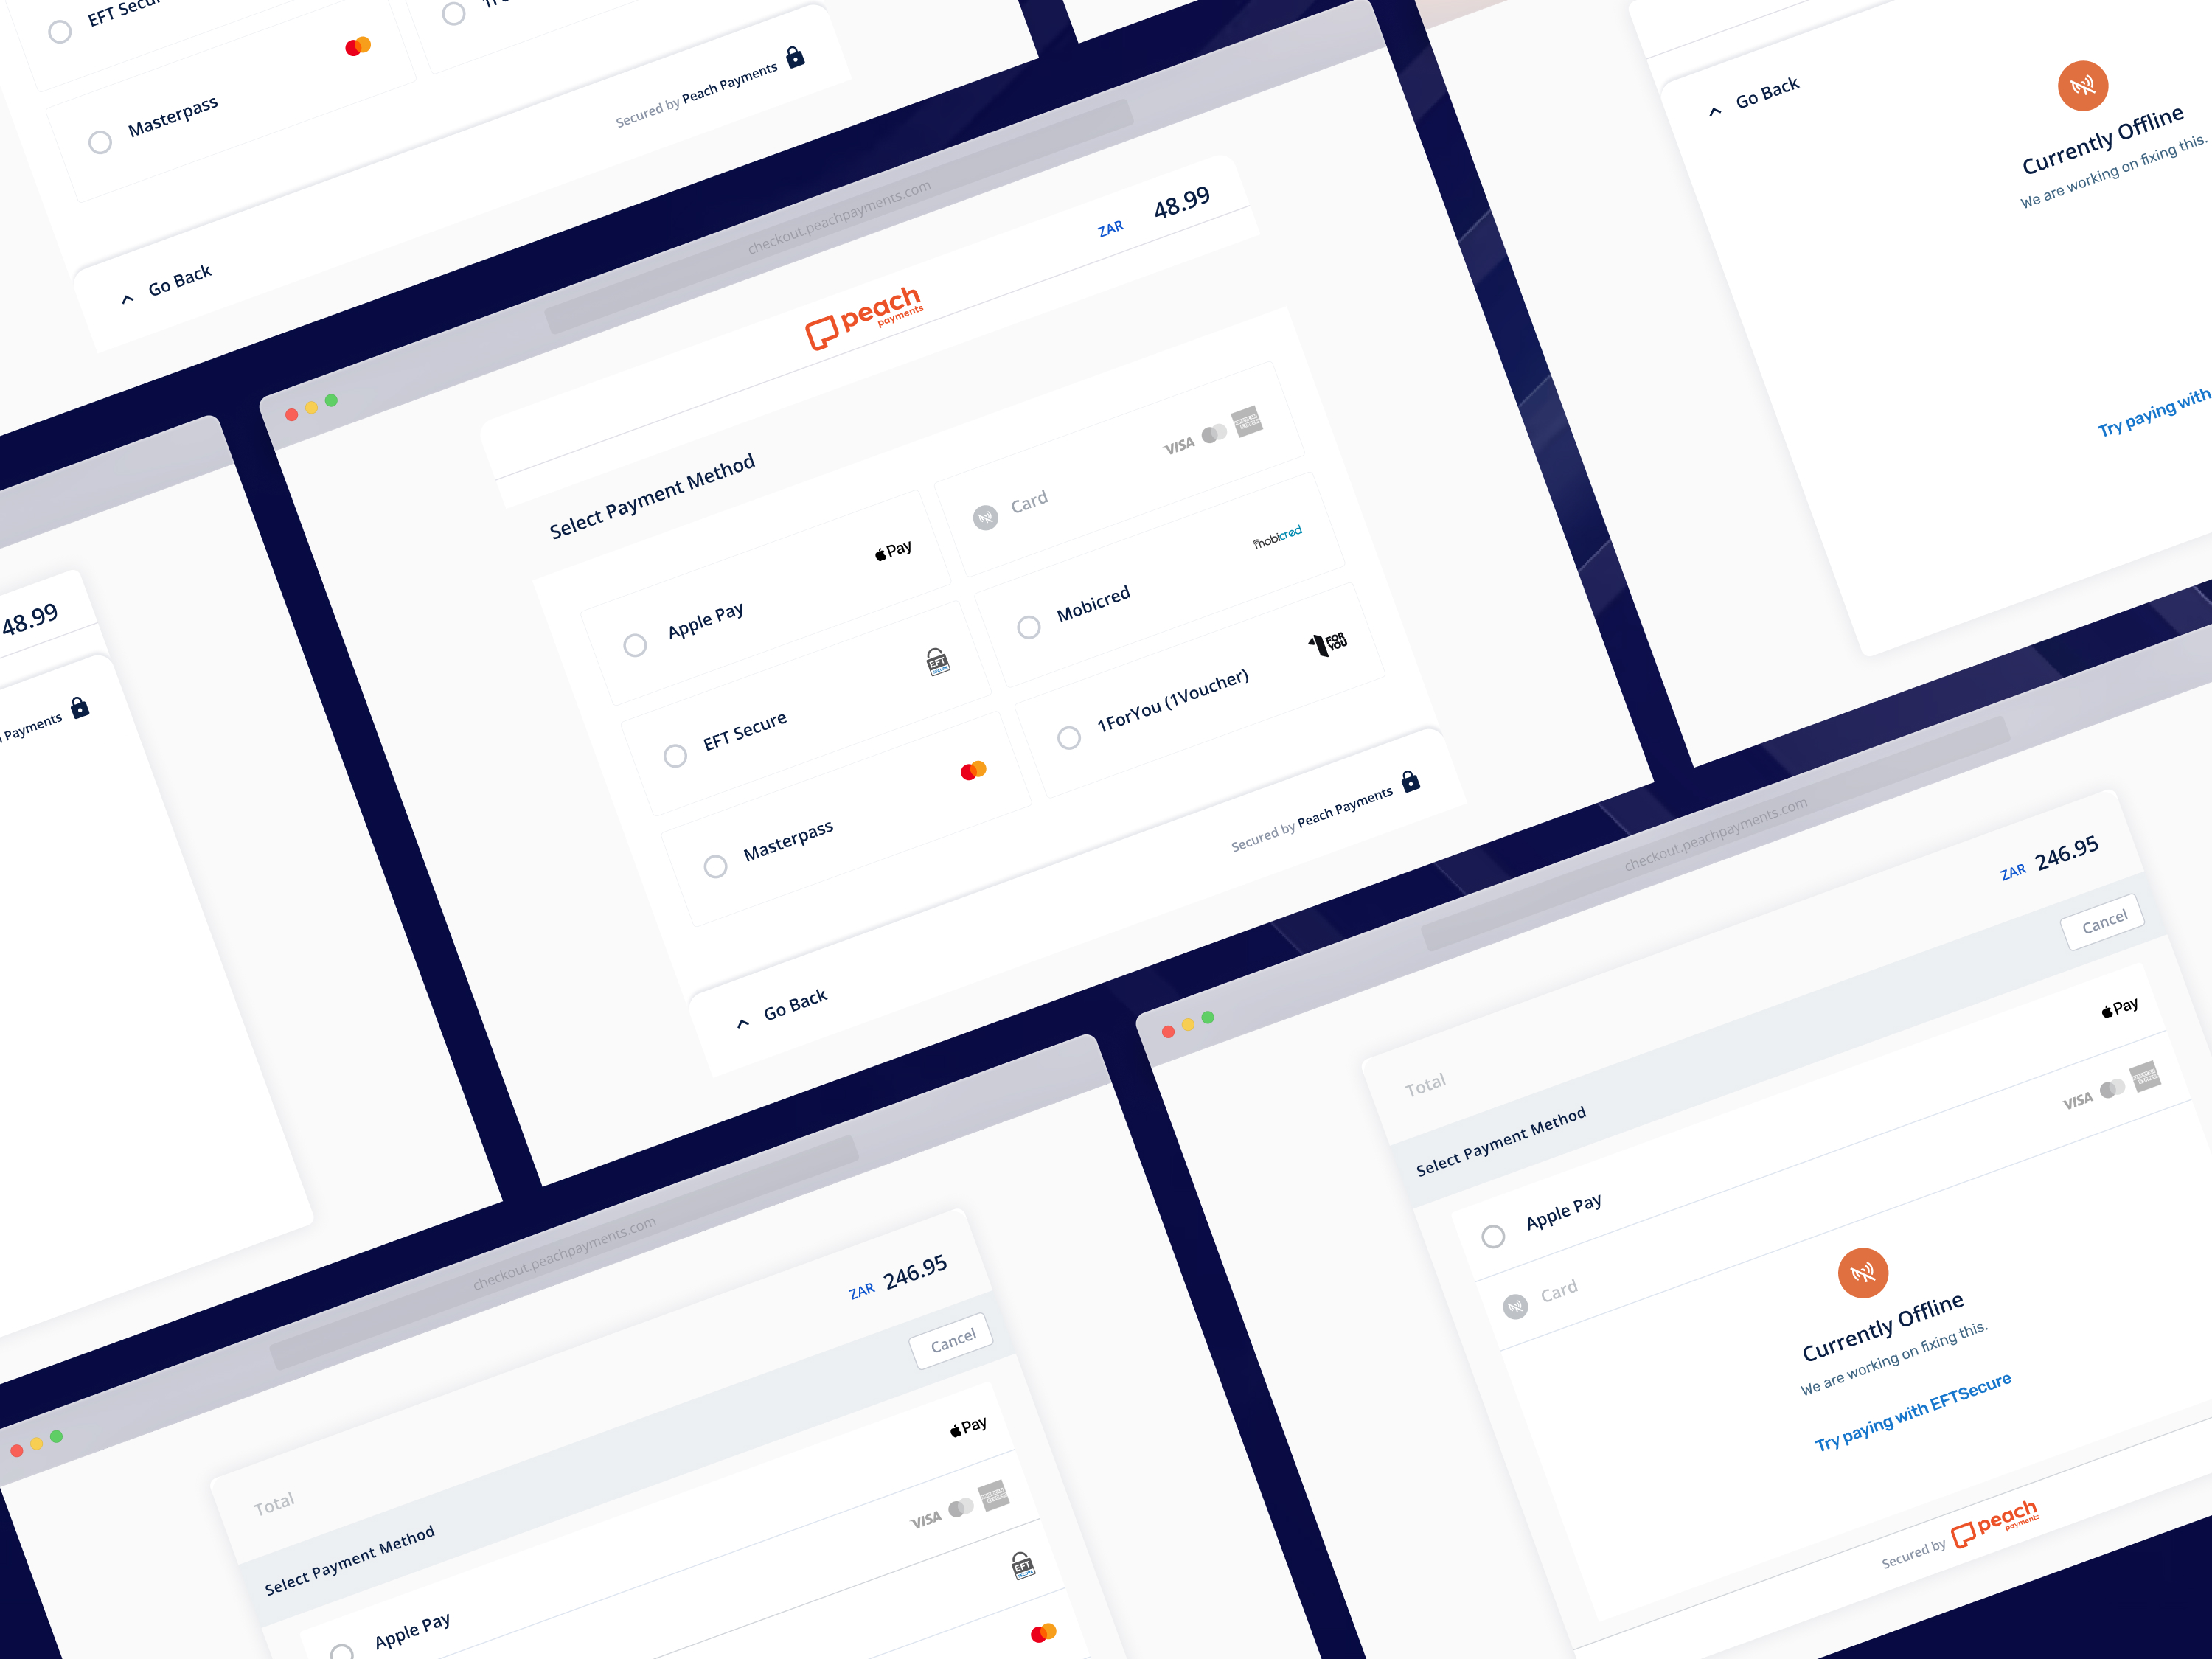 EFT Secur
Masterpass
Secured by Peach Payments
Go Back
checkout.peachpayments.com
ZAR 48.99
peach
payments
Select Payment Method
Apple Pay
Pay
Card
VISA
EFT Secure
EFT
SECURE
Mobicred
mobicred
Masterpass
1ForYou (1Voucher)
1FOR
YOU
Secured by Peach Payments
Go Back
Go Back
Currently Offline
We are working on fixing this.
Try paying with
48.99
Payments
checkout.peachpayments.com
ZAR 246.95
Cancel
Total
Select Payment Method
Apple Pay
Pay
VISA
EFT
SECURE
checkout.peachpayments.com
ZAR 246.95
Cancel
Total
Select Payment Method
Apple Pay
Pay
Card
VISA
Currently Offline
We are working on fixing this.
Try paying with EFTSecure
Secured by peach
payments